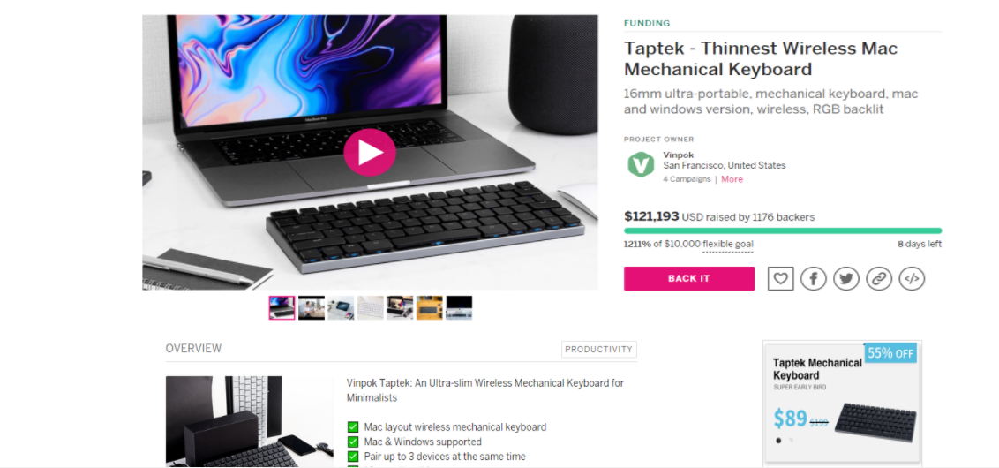 FUNDING
Taptek - Thinnest Wireless Mac
Mechanical Keyboard
16mm ultra-portable, mechanical keyboard, mac
and windows version, wireless, RGB backlit
PROJECT OWNER
Vinpok
San Francisco, United States
4 Campaigns | More
$121,193 USD raised by 1176 backers
1211% of $10,000 flexible goal
8 days left
BACK IT
OVERVIEW
PRODUCTIVITY
Vinpok Taptek: An Ultra-slim Wireless Mechanical Keyboard for
Minimalists
Mac layout wireless mechanical keyboard
Mac & Windows supported
Pair up to 3 devices at the same time
55% OFF
Taptek Mechanical
Keyboard
SUPER EARLY BIRD
$89 $199
MacBook Pro